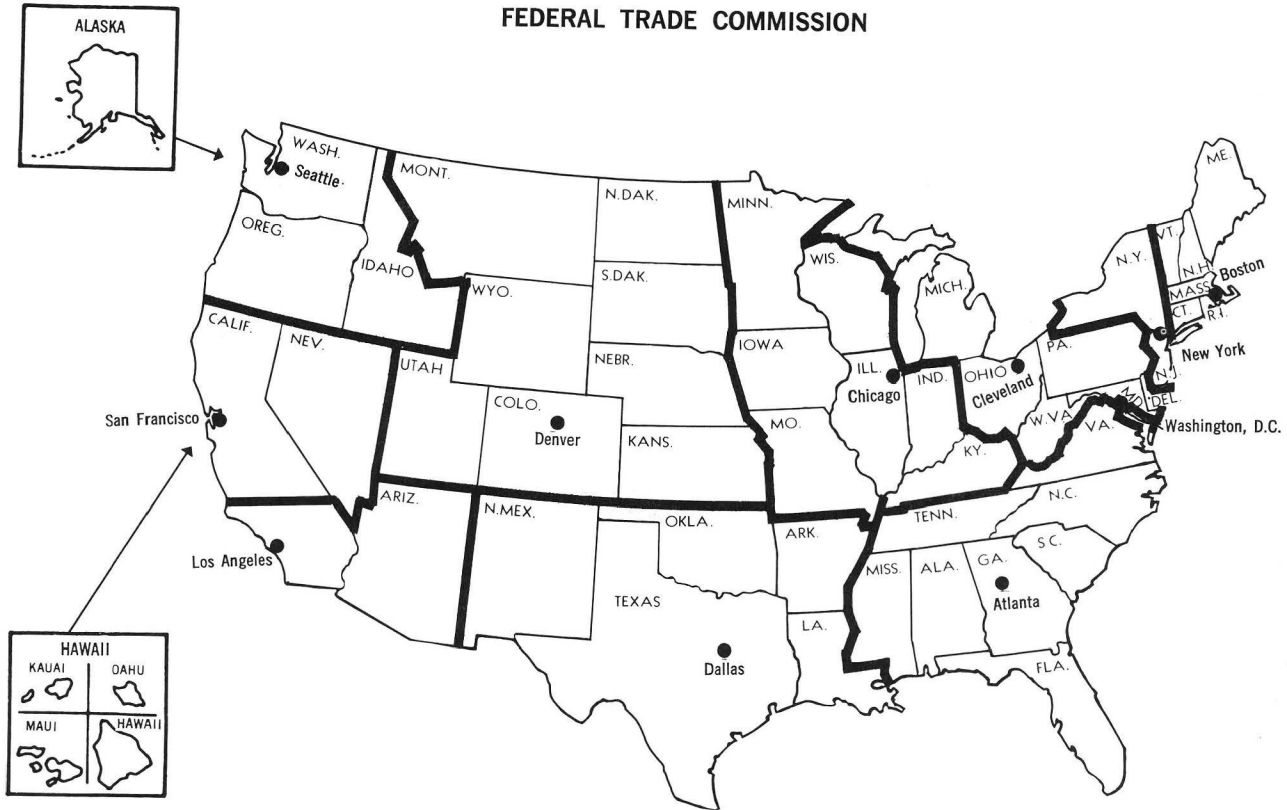 FEDERAL TRADE COMMISSION
ALASKA
WASH.
Seattle
MONT.
N.DAK.
MINN.
ME.
OREG.
IDAHO
WYO.
S.DAK.
WIS.
MICH.
N.Y.
VT.
N.H.
Boston
MASS.
CT.
R.I.
CALIF.
NEV.
UTAH
NEBR.
IOWA
ILL.
Chicago
IND.
OHIO
Cleveland
PA.
New York
N.J.
San Francisco
COLO.
Denver
KANS.
MO.
KY.
W.VA.
VA.
MD.
DEL.
Washington, D.C.
ARIZ.
N.MEX.
OKLA.
ARK.
TENN.
N.C.
Los Angeles
S.C.
MISS.
ALA.
GA.
Atlanta
TEXAS
Dallas
LA.
FLA.
HAWAII
KAUAI
OAHU
MAUI
HAWAII